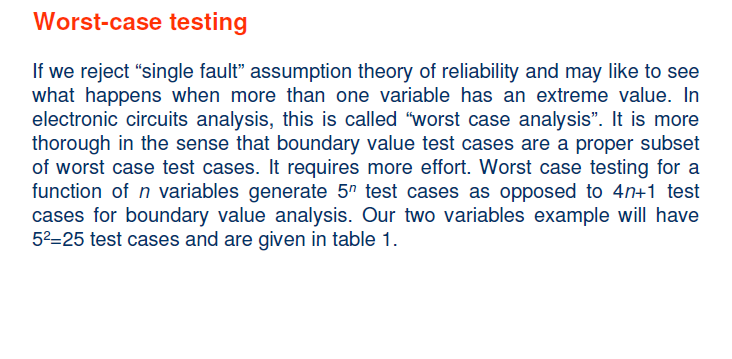 Worst-case testing
If we reject “single fault” assumption theory of reliability and may like to see
what happens when more than one variable has an extreme value. In
electronic circuits analysis, this is called “worst case analysis”. It is more
thorough in the sense that boundary value test cases are a proper subset
of worst case test cases. It requires more effort. Worst case testing for a
function of n variables generate 5ⁿ test cases as opposed to 4n+1 test
cases for boundary value analysis. Our two variables example will have
5²=25 test cases and are given in table 1.